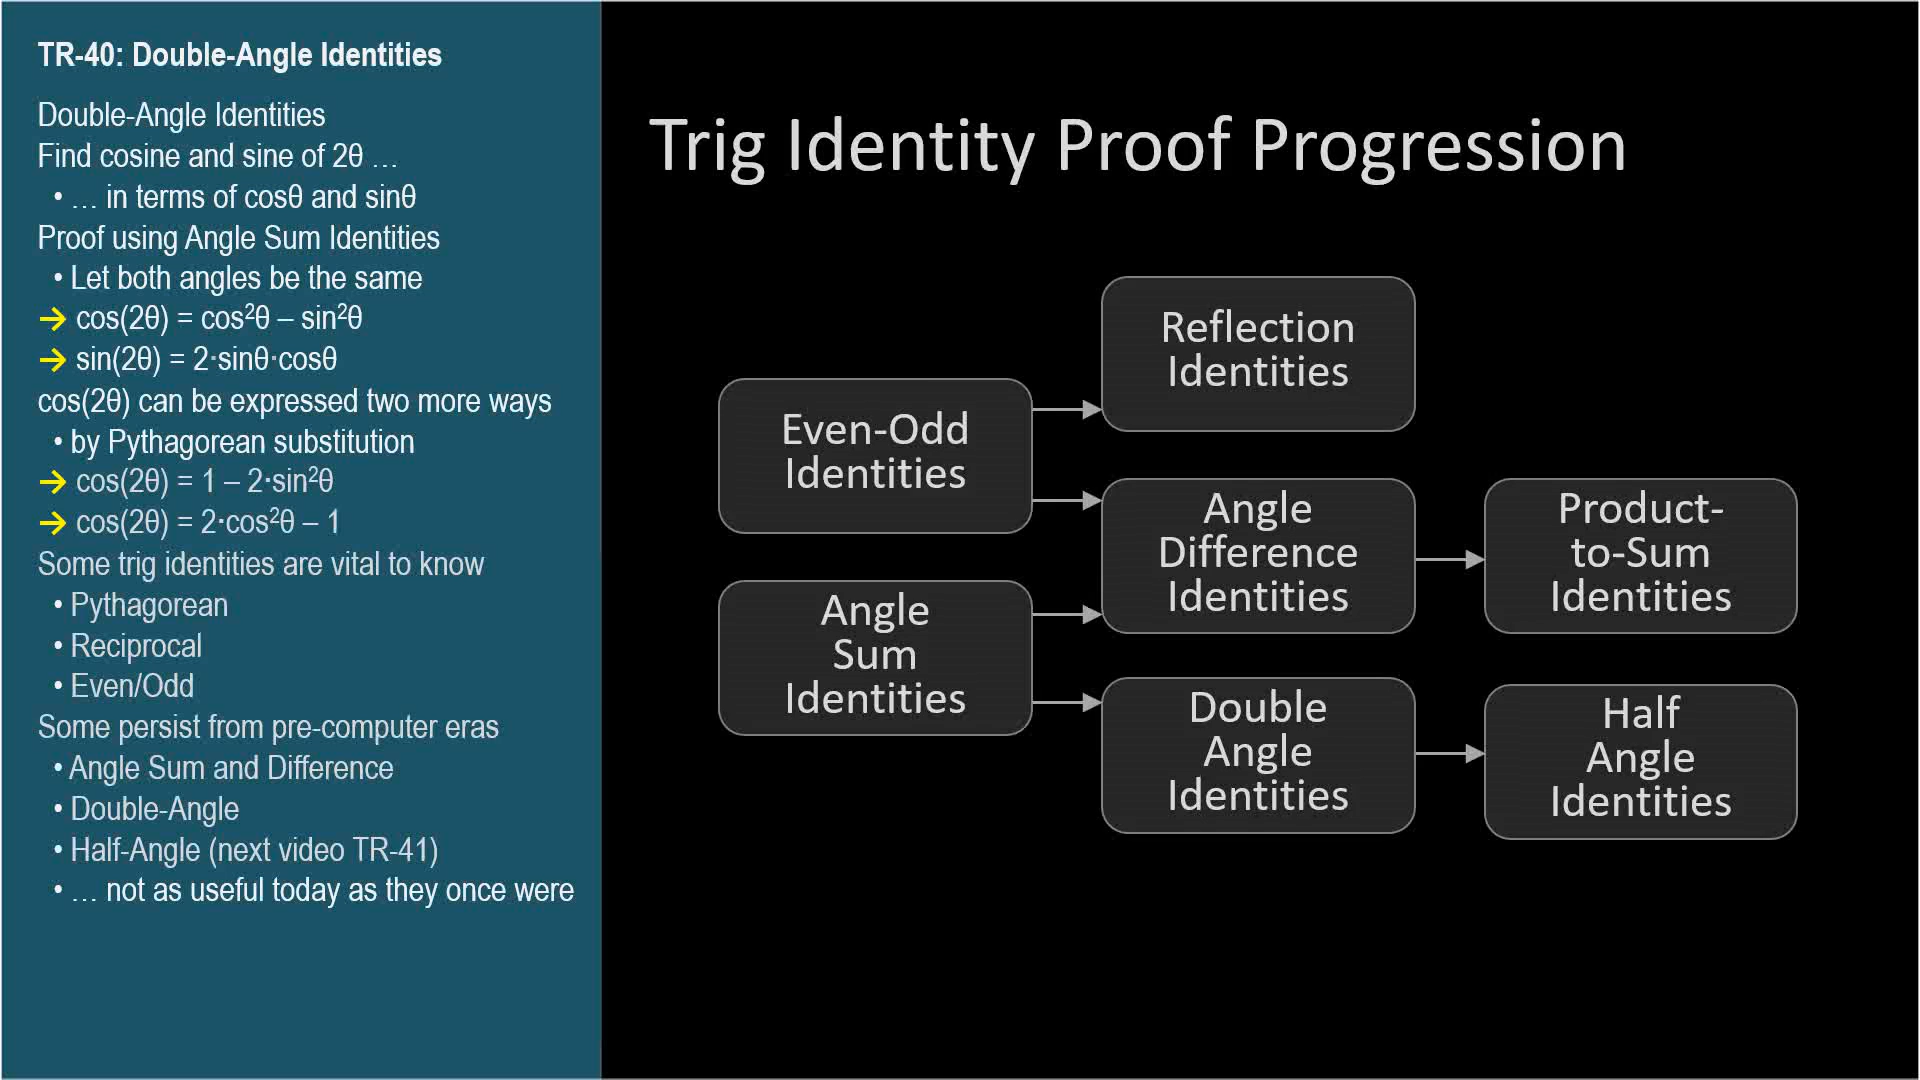 TR-40: Double-Angle Identities
Double-Angle Identities
Find cosine and sine of 2θ …
• … in terms of cosθ and sinθ
Proof using Angle Sum Identities
• Let both angles be the same
→ cos(2θ) = cos²θ – sin²θ
→ sin(2θ) = 2·sinθ·cosθ
cos(2θ) can be expressed two more ways
• by Pythagorean substitution
→ cos(2θ) = 1 – 2·sin²θ
→ cos(2θ) = 2·cos²θ – 1
Some trig identities are vital to know
• Pythagorean
• Reciprocal
• Even/Odd
Some persist from pre-computer eras
• Angle Sum and Difference
• Double-Angle
• Half-Angle (next video TR-41)
• … not as useful today as they once were
Trig Identity Proof Progression
Reflection
Identities
Even-Odd
Identities
Angle
Difference
Identities
Product-
to-Sum
Identities
Angle
Sum
Identities
Double
Angle
Identities
Half
Angle
Identities